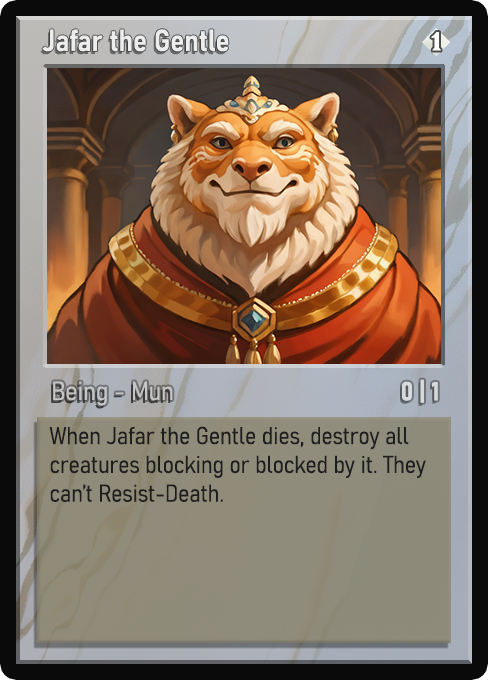 Jafar the Gentle 1
Being - Mun 0|1
When Jafar the Gentle dies, destroy all
creatures blocking or blocked by it. They
can't Resist-Death.